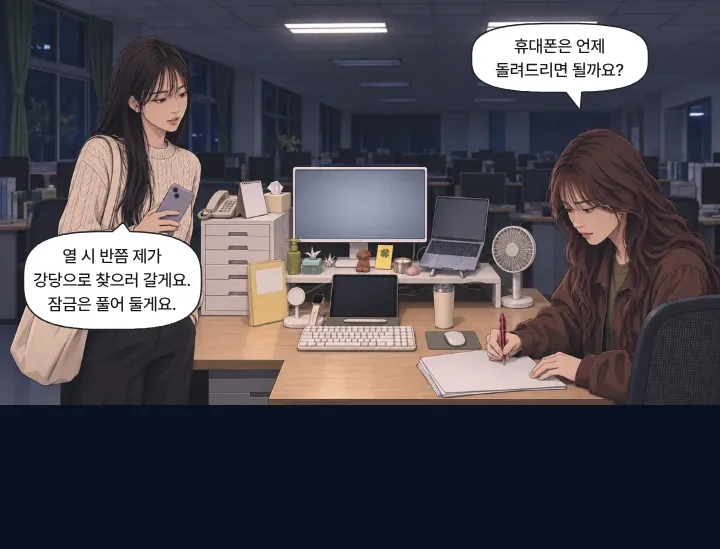 휴대폰은 언제
돌려드리면 될까요?
열 시 반쯤 제가
강당으로 찾으러 갈게요.
잠금은 풀어 둘게요.